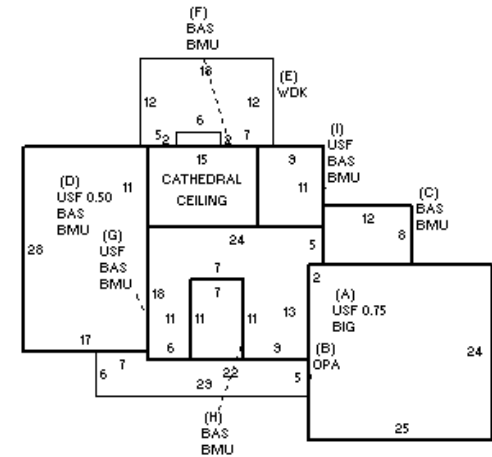 (F)
BAS
BMU
18
(E)
WDK
12
12
6
5
2
2
7
(I)
USF
BAS
BMU
15
9
CATHEDRAL
CEILING
(D)
USF 0.50
BAS
BMU
11
11
(C)
BAS
BMU
12
8
(G)
USF
BAS
BMU
28
24
5
7
7
2
(A)
USF 0.75
BIG
18
11
11
11
13
24
6
9
17
(B)
OPA
7
6
22
29
5
25
(H)
BAS
BMU